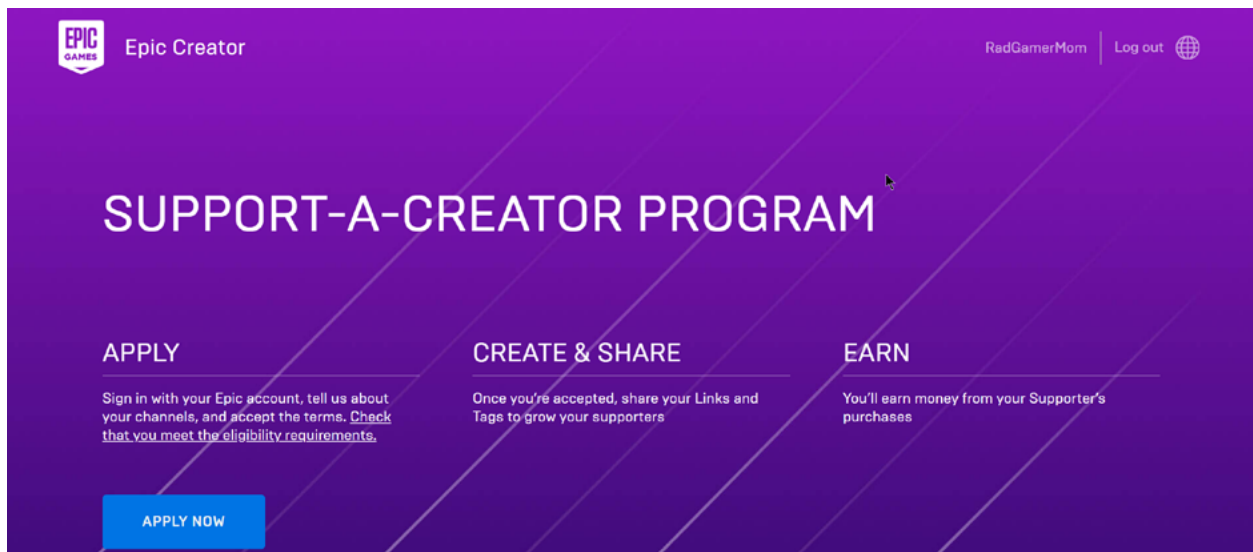 EPIC
GAMES
Epic Creator
RadGamerMom
Log out
SUPPORT-A-CREATOR PROGRAM
APPLY
Sign in with your Epic account, tell us about
your channels, and accept the terms. Check
that you meet the eligibility requirements.
APPLY NOW
CREATE & SHARE
Once you're accepted, share your Links and
Tags to grow your supporters
EARN
You'll earn money from your Supporter's
purchases